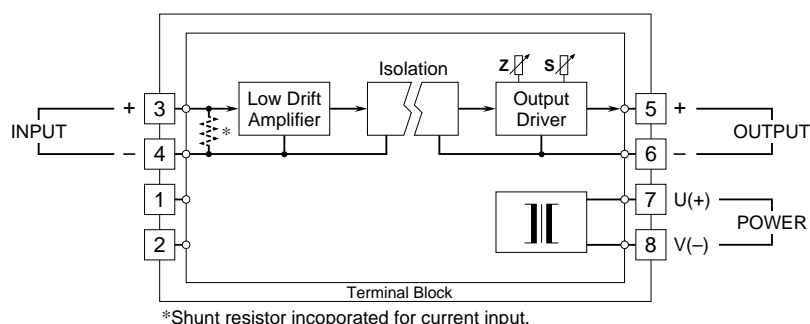 Isolation
Z S
INPUT + 3 Low Drift Amplifier Output Driver 5 + OUTPUT
*
– 4 6 –
1 7 U(+)
POWER
2 8 V(–)
Terminal Block
*Shunt resistor incoporated for current input.